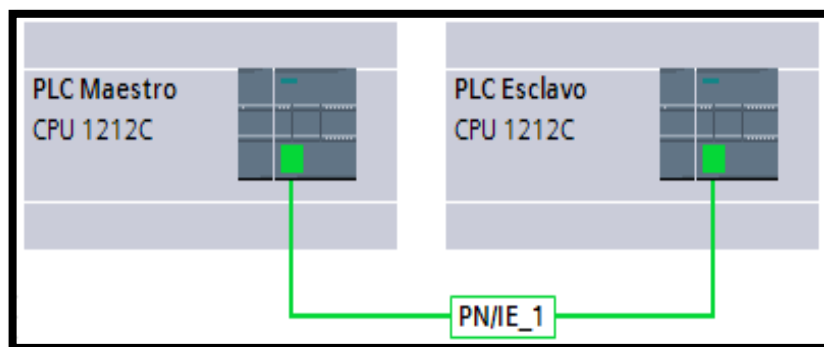 PLC Maestro
CPU 1212C
PLC Esclavo
CPU 1212C
PN/IE_1